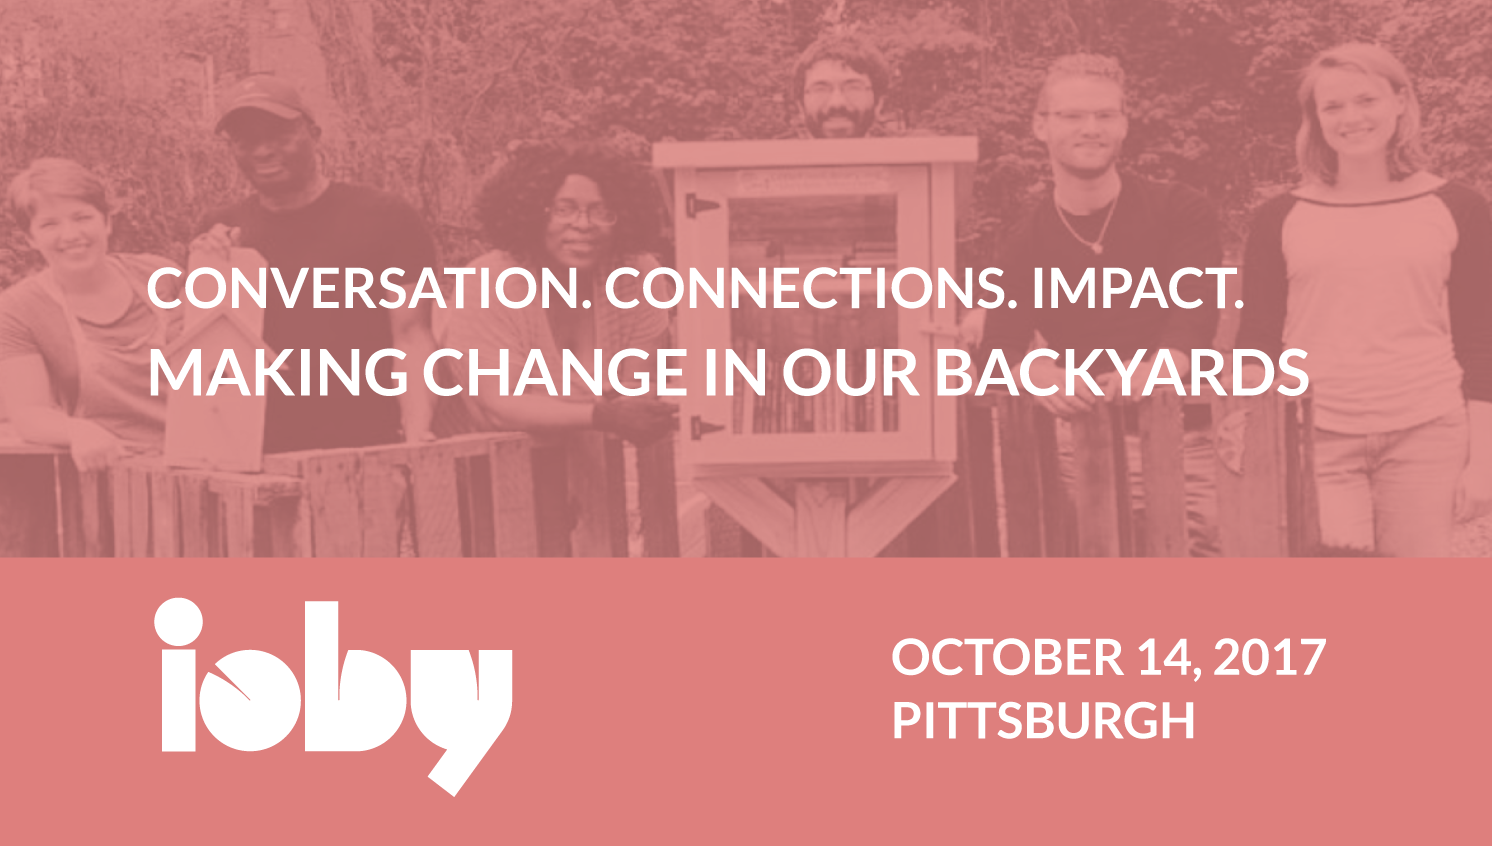 CONVERSATION. CONNECTIONS. IMPACT.
MAKING CHANGE IN OUR BACKYARDS
ioby
OCTOBER 14, 2017
PITTSBURGH